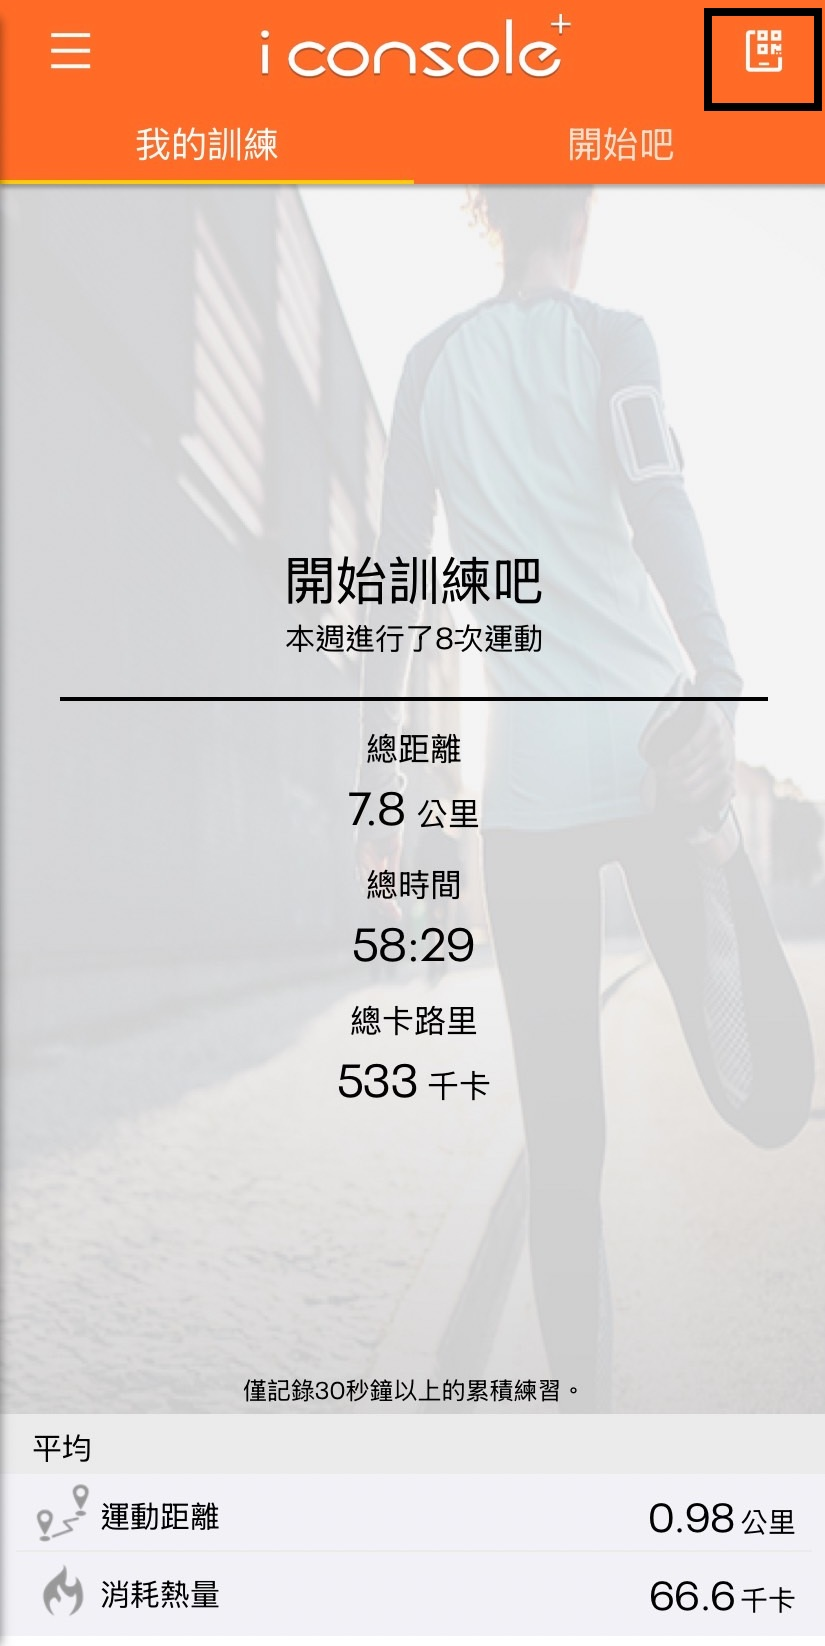 i console+
我的訓練
開始吧
開始訓練吧
本週進行了8次運動
總距離
7.8 公里
總時間
58:29
總卡路里
533 千卡
僅記錄30秒鐘以上的累積練習。
平均
運動距離 0.98 公里
消耗熱量 66.6 千卡